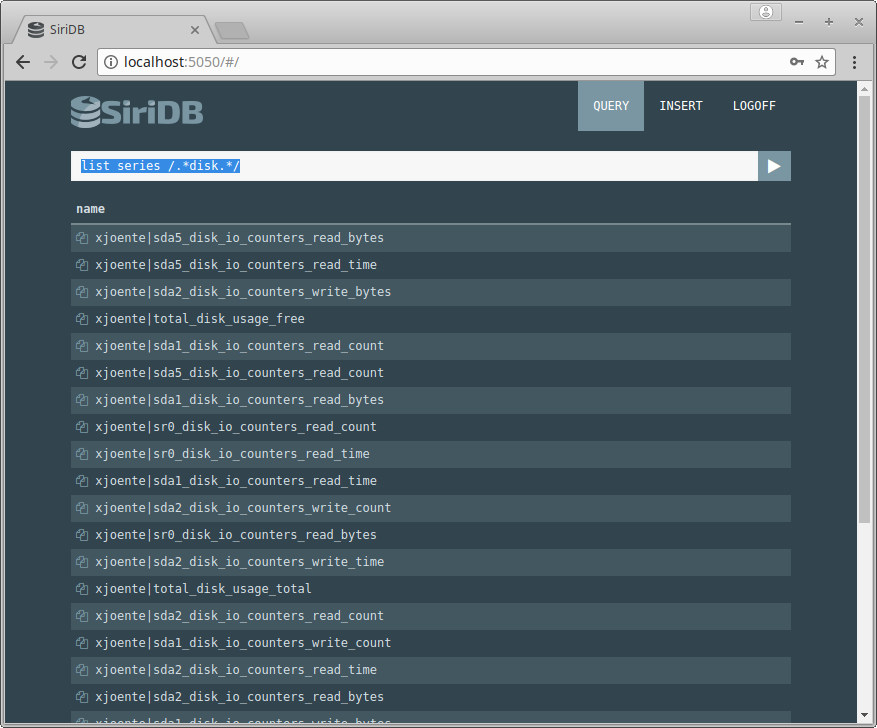 SiriDB
localhost:5050/#/
SiriDB
QUERY INSERT LOGOFF
list series /.*disk.*/
name
xjoente|sda5_disk_io_counters_read_bytes
xjoente|sda5_disk_io_counters_read_time
xjoente|sda2_disk_io_counters_write_bytes
xjoente|total_disk_usage_free
xjoente|sda1_disk_io_counters_read_count
xjoente|sda5_disk_io_counters_read_count
xjoente|sda1_disk_io_counters_read_bytes
xjoente|sr0_disk_io_counters_read_count
xjoente|sr0_disk_io_counters_read_time
xjoente|sda1_disk_io_counters_read_time
xjoente|sda2_disk_io_counters_write_count
xjoente|sr0_disk_io_counters_read_bytes
xjoente|sda2_disk_io_counters_write_time
xjoente|total_disk_usage_total
xjoente|sda2_disk_io_counters_read_count
xjoente|sda1_disk_io_counters_write_count
xjoente|sda2_disk_io_counters_read_time
xjoente|sda2_disk_io_counters_read_bytes
xjoente|sda1_disk_io_counters_write_bytes